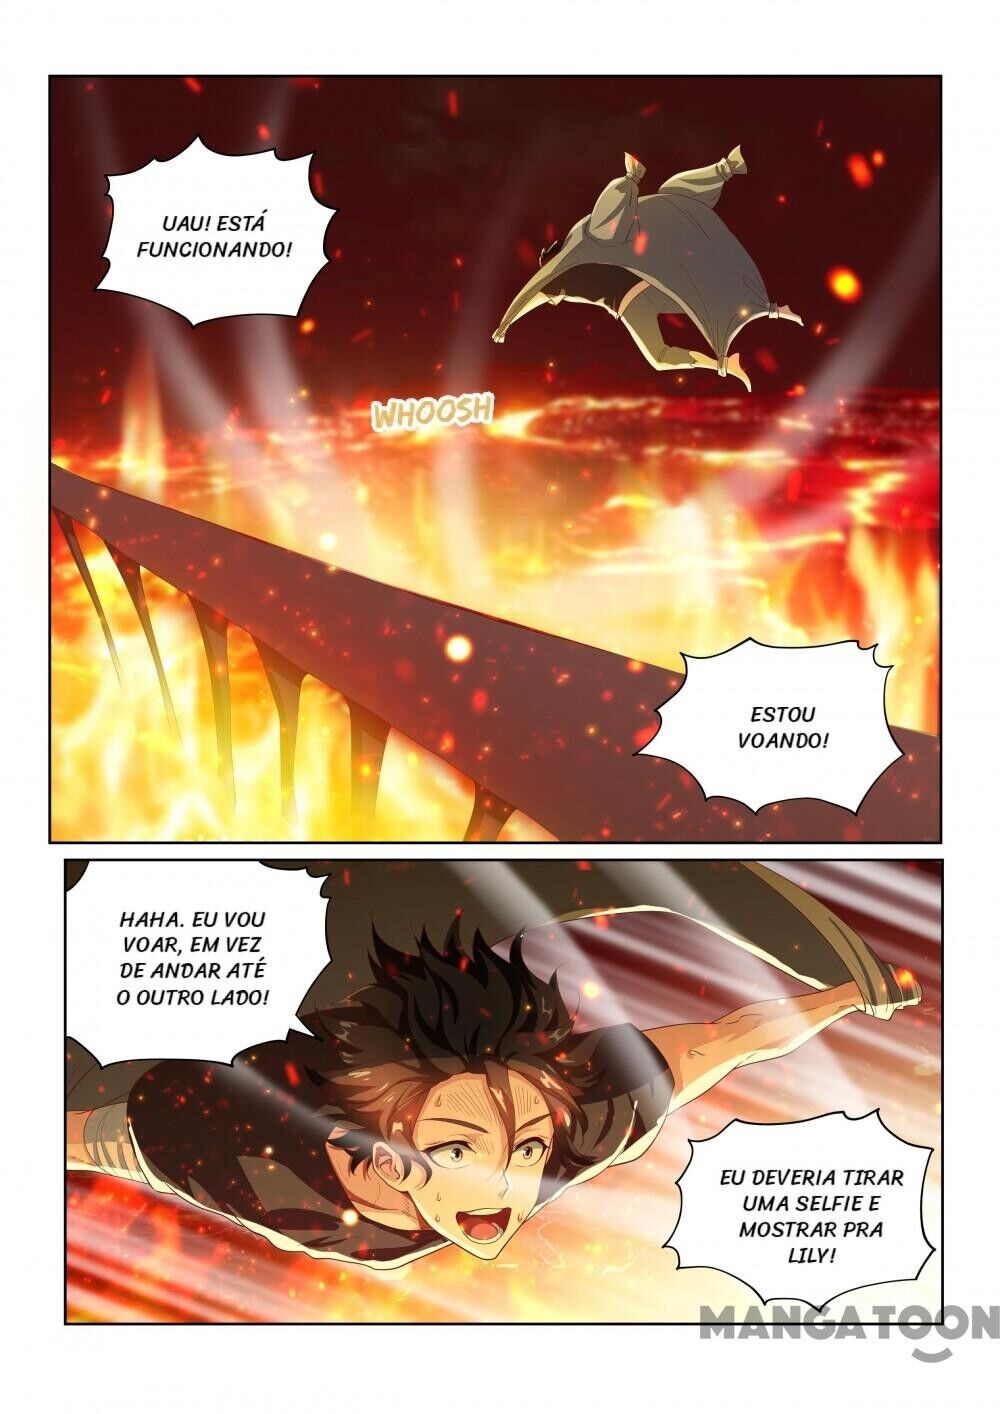 UAU! ESTÁ
FUNCIONANDO!
WHOOSH
ESTOU
VOANDO!
HAHA. EU VOU
VOAR, EM VEZ
DE ANDAR ATÉ
O OUTRO LADO!
EU DEVERIA TIRAR
UMA SELFIE E
MOSTRAR PRA
LILY!
MANGATOON